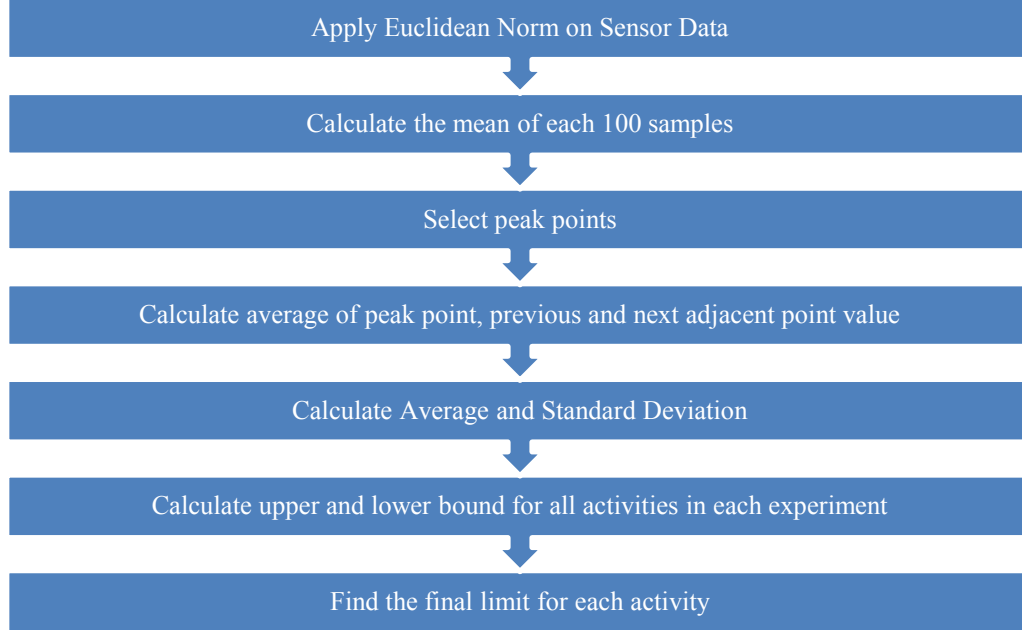 Apply Euclidean Norm on Sensor Data
Calculate the mean of each 100 samples
Select peak points
Calculate average of peak point, previous and next adjacent point value
Calculate Average and Standard Deviation
Calculate upper and lower bound for all activities in each experiment
Find the final limit for each activity